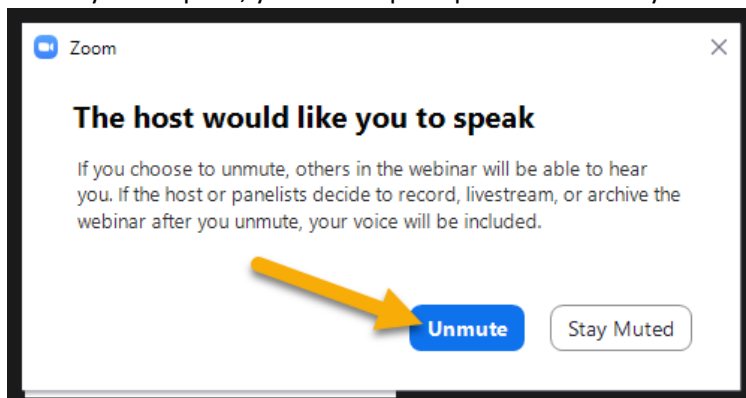 Zoom
The host would like you to speak
If you choose to unmute, others in the webinar will be able to hear
you. If the host or panelists decide to record, livestream, or archive the
webinar after you unmute, your voice will be included.
Unmute
Stay Muted